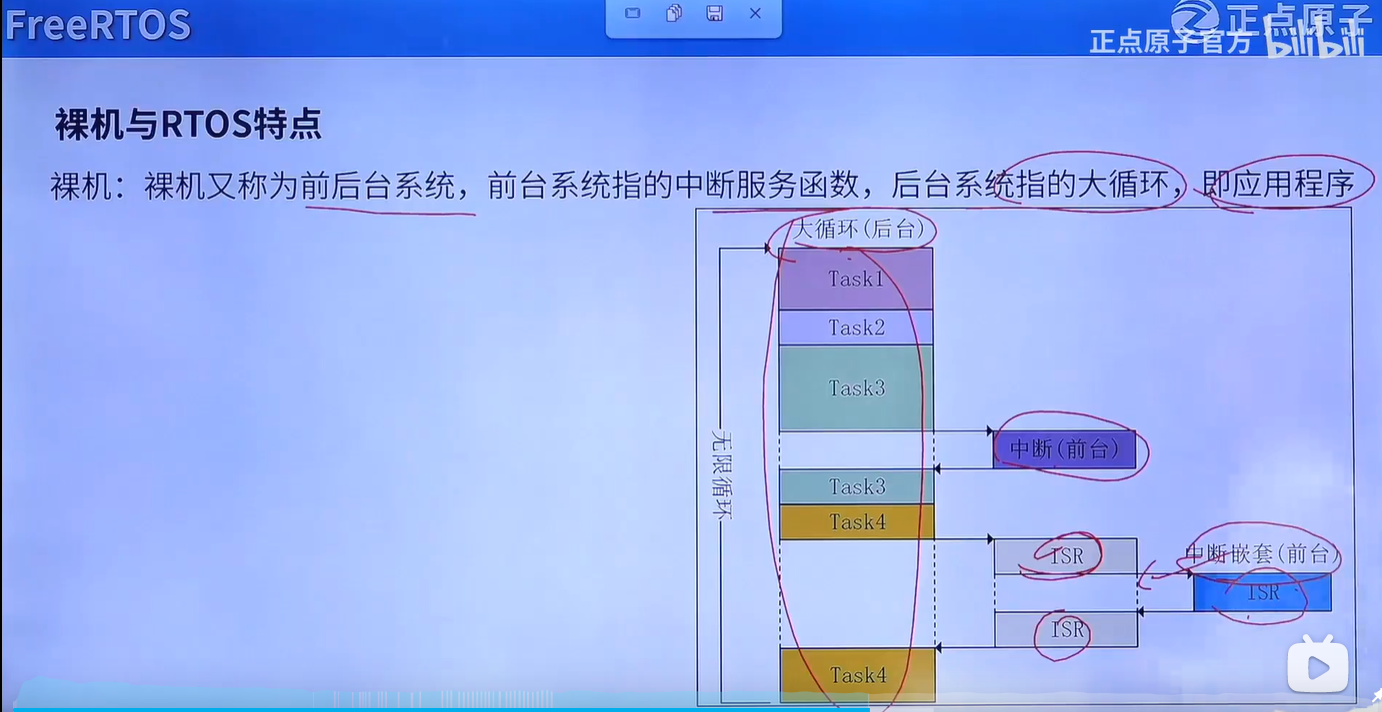 FreeRTOS
正点原子
正点原子官方 bilibili
裸机与RTOS特点
裸机：裸机又称为前后台系统，前台系统指的中断服务函数，后台系统指的大循环，即应用程序
大循环(后台)
Task1
Task2
Task3
无限循环
中断(前台)
Task3
Task4
ISR
中断嵌套(前台)
ISR
ISR
Task4